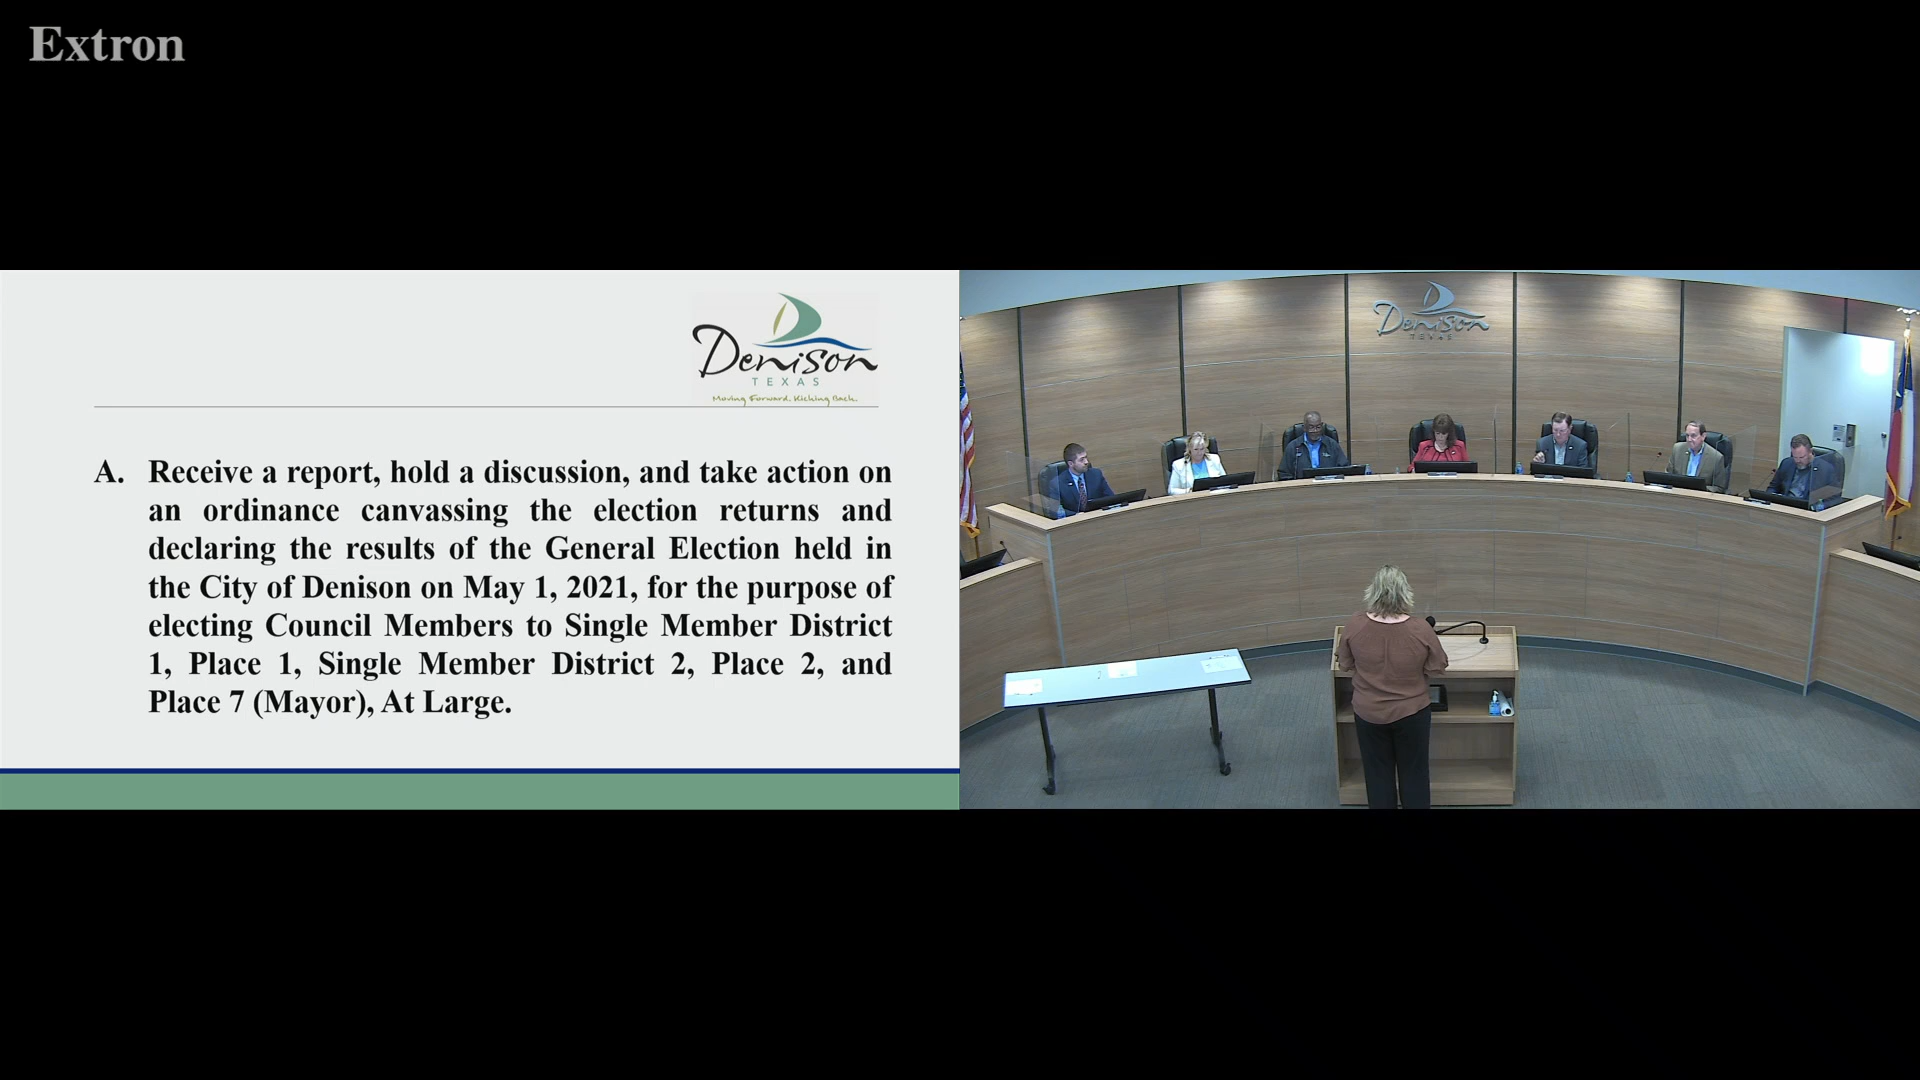 Extron
Denison
TEXAS
Moving Forward. Kicking Back.
A. Receive a report, hold a discussion, and take action on
an ordinance canvassing the election returns and
declaring the results of the General Election held in
the City of Denison on May 1, 2021, for the purpose of
electing Council Members to Single Member District
1, Place 1, Single Member District 2, Place 2, and
Place 7 (Mayor), At Large.
Denison
TEXAS